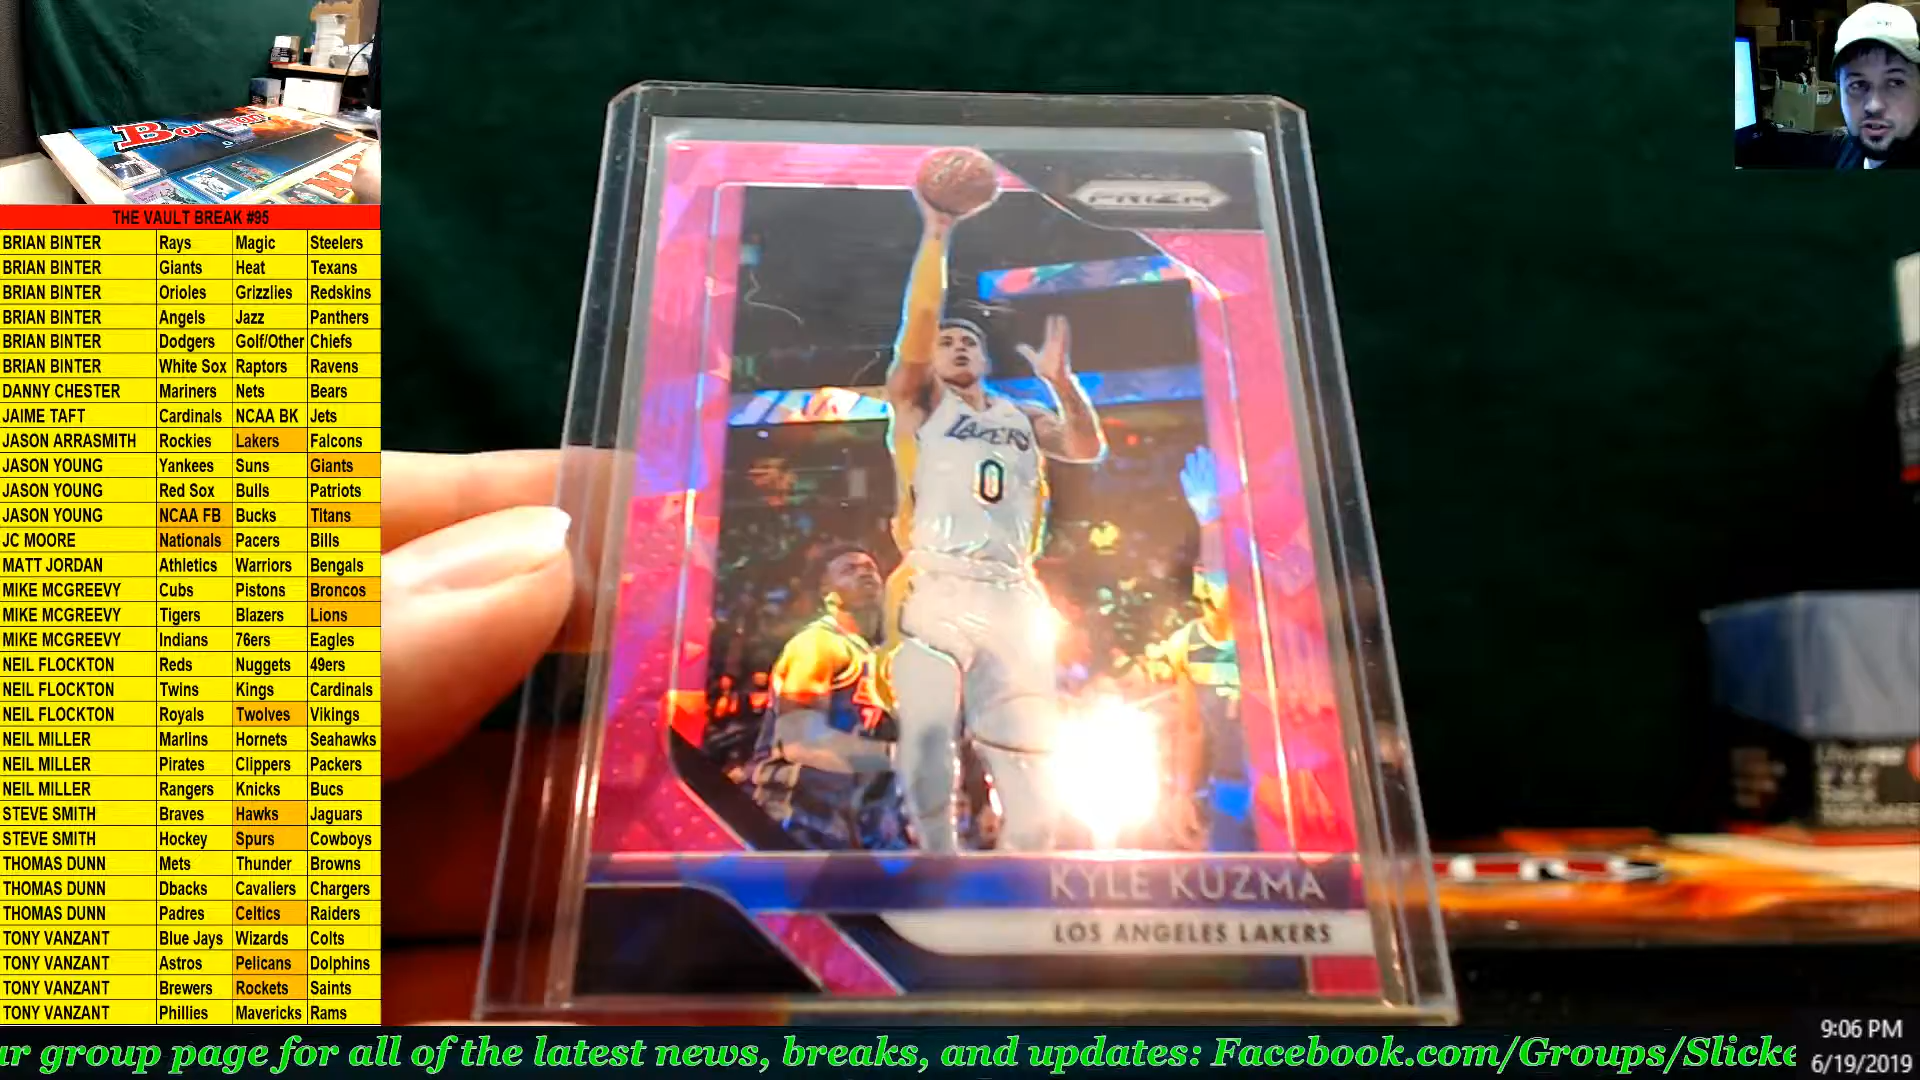 THE VAULT BREAK #95
BRIAN BINTER Rays Magic Steelers
BRIAN BINTER Giants Heat Texans
BRIAN BINTER Orioles Grizzlies Redskins
BRIAN BINTER Angels Jazz Panthers
BRIAN BINTER Dodgers Golf/Other Chiefs
BRIAN BINTER White Sox Raptors Ravens
DANNY CHESTER Mariners Nets Bears
JAIME TAFT Cardinals NCAA BK Jets
JASON ARRASMITH Rockies Lakers Falcons
JASON YOUNG Yankees Suns Giants
JASON YOUNG Red Sox Bulls Patriots
JASON YOUNG NCAA FB Bucks Titans
JC MOORE Nationals Pacers Bills
MATT JORDAN Athletics Warriors Bengals
MIKE MCGREEVY Cubs Pistons Broncos
MIKE MCGREEVY Tigers Blazers Lions
MIKE MCGREEVY Indians 76ers Eagles
NEIL FLOCKTON Reds Nuggets 49ers
NEIL FLOCKTON Twins Kings Cardinals
NEIL FLOCKTON Royals Twolves Vikings
NEIL MILLER Marlins Hornets Seahawks
NEIL MILLER Pirates Clippers Packers
NEIL MILLER Rangers Knicks Bucs
STEVE SMITH Braves Hawks Jaguars
STEVE SMITH Hockey Spurs Cowboys
THOMAS DUNN Mets Thunder Browns
THOMAS DUNN Dbacks Cavaliers Chargers
THOMAS DUNN Padres Celtics Raiders
TONY VANZANT Blue Jays Wizards Colts
TONY VANZANT Astros Pelicans Dolphins
TONY VANZANT Brewers Rockets Saints
TONY VANZANT Phillies Mavericks Rams
PRIZM
LAKERS
0
KYLE KUZMA
LOS ANGELES LAKERS
ur group page for all of the latest news, breaks, and updates: Facebook.com/Groups/Slicke
9:06 PM
6/19/2019